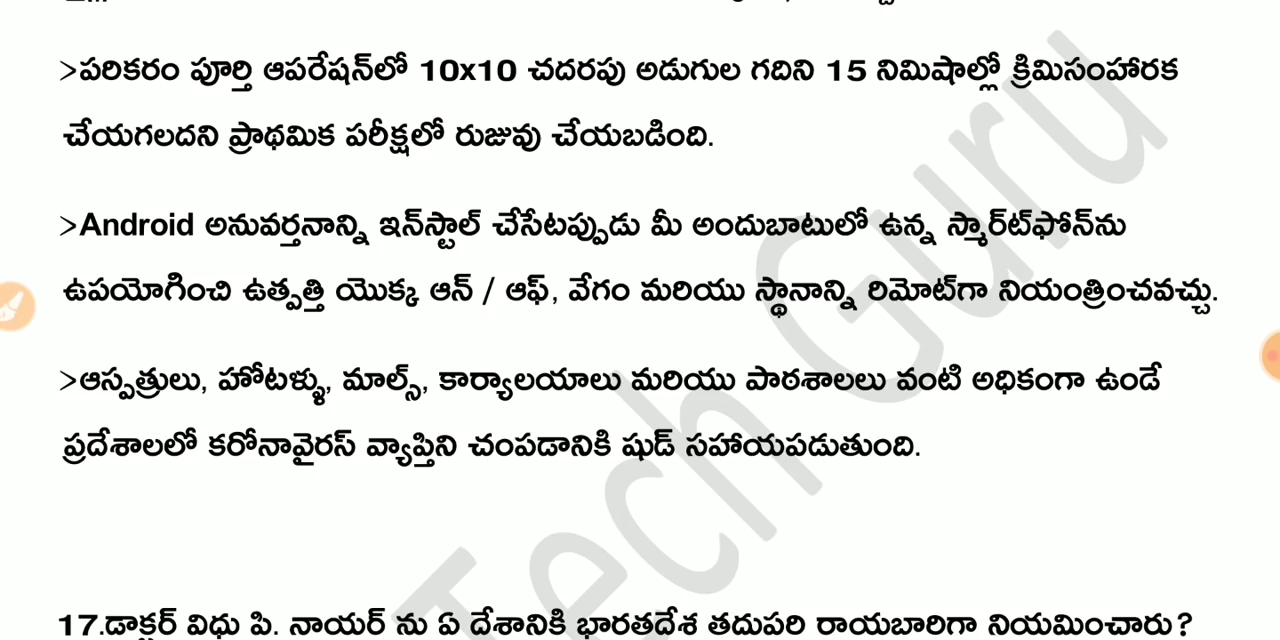 >పరికరం పూర్తి ఆపరేషన్‌లో 10x10 చదరపు అడుగుల గదిని 15 నిమిషాల్లో క్రిమిసంహారక
చేయగలదని ప్రాథమిక పరీక్షలో రుజువు చేయబడింది.
>Android అనువర్తనాన్ని ఇన్‌స్టాల్ చేసేటప్పుడు మీ అందుబాటులో ఉన్న స్మార్ట్‌ఫోన్‌ను
ఉపయోగించి ఉత్పత్తి యొక్క ఆన్ / ఆఫ్, వేగం మరియు స్థానాన్ని రిమోట్‌గా నియంత్రించవచ్చు.
>ఆస్పత్రులు, హోటళ్ళు, మాల్స్, కార్యాలయాలు మరియు పాఠశాలలు వంటి అధికంగా ఉండే
ప్రదేశాలలో కరోనావైరస్ వ్యాప్తిని చంపడానికి షుడ్ సహాయపడుతుంది.
17.డాక్టర్ విధు పి. నాయర్ ను ఏ దేశానికి భారతదేశ తదుపరి రాయబారిగా నియమించారు?
Tech Guru